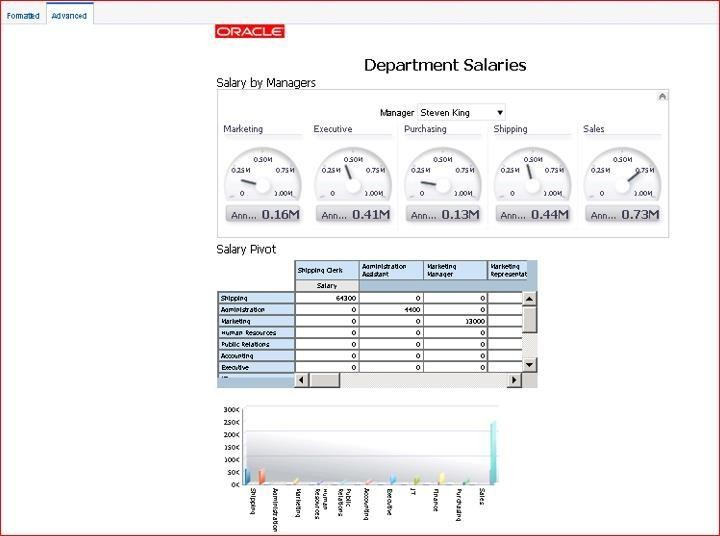 Formatted Advanced
ORACLE
Department Salaries
Salary by Managers
Manager Steven King
Marketing Executive Purchasing Shipping Sales
0.50M 0.50M 0.50M 0.50M 0.50M
0.25M 0.75M 0.25M 0.75M 0.25M 0.75M 0.25M 0.75M 0.25M 0.75M
0 1.00M 0 1.00M 0 1.00M 0 1.00M 0 1.00M
Ann... 0.16M Ann... 0.41M Ann... 0.13M Ann... 0.44M Ann... 0.73M
Salary Pivot
Shipping Clerk Administration Assistant Marketing Manager Marketing Representat
Salary
Shipping 64300 0 0
Administration 0 4400 0
Marketing 0 0 13000
Human Resources 0 0 0
Public Relations 0 0 0
Accounting 0 0 0
Executive 0 0 0
300K
250K
200K
150K
100K
50K
0K
Shipping Administration Marketing Human Resources Public Relations Accounting Executive IT Finance Purchasing Sales